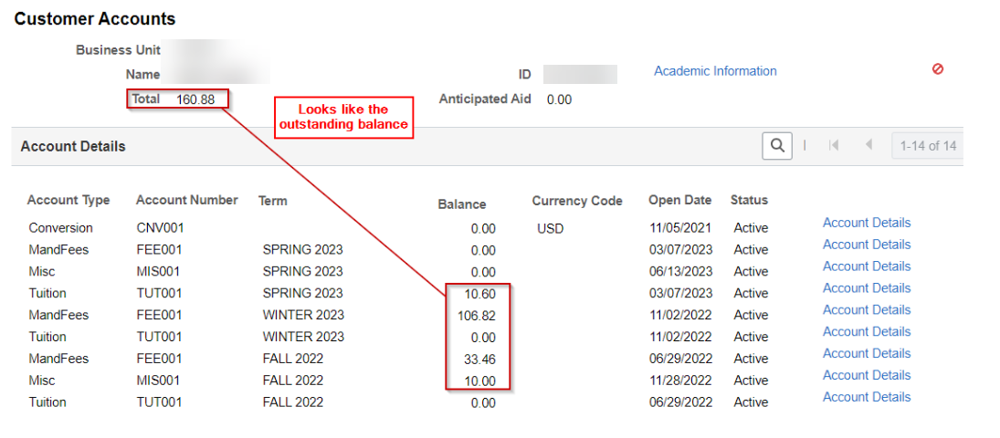 Customer Accounts
Business Unit
Name ID Academic Information
Total 160.88 Anticipated Aid 0.00
Looks like the
outstanding balance
Account Details 1-14 of 14
Account Type Account Number Term Balance Currency Code Open Date Status
Conversion CNV001 0.00 USD 11/05/2021 Active Account Details
MandFees FEE001 SPRING 2023 0.00 03/07/2023 Active Account Details
Misc MIS001 SPRING 2023 0.00 06/13/2023 Active Account Details
Tuition TUT001 SPRING 2023 10.60 03/07/2023 Active Account Details
MandFees FEE001 WINTER 2023 106.82 11/02/2022 Active Account Details
Tuition TUT001 WINTER 2023 0.00 11/02/2022 Active Account Details
MandFees FEE001 FALL 2022 33.46 06/29/2022 Active Account Details
Misc MIS001 FALL 2022 10.00 11/28/2022 Active Account Details
Tuition TUT001 FALL 2022 0.00 06/29/2022 Active Account Details